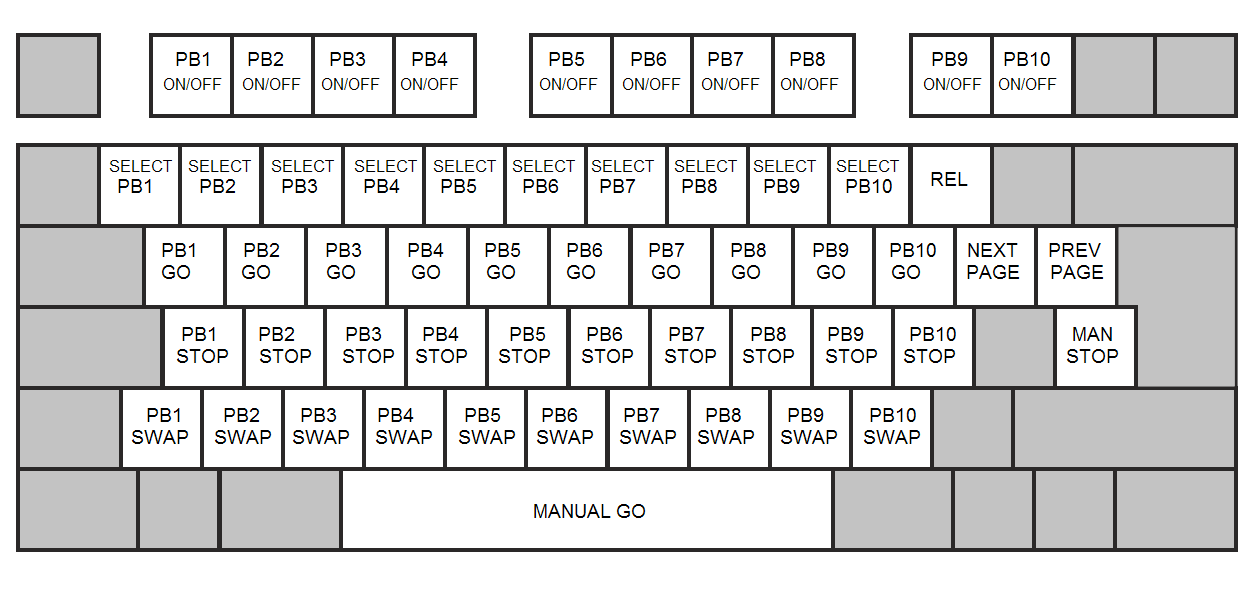 PB1 PB2 PB3 PB4 PB5 PB6 PB7 PB8 PB9 PB10
ON/OFF ON/OFF ON/OFF ON/OFF ON/OFF ON/OFF ON/OFF ON/OFF ON/OFF ON/OFF
SELECT SELECT SELECT SELECT SELECT SELECT SELECT SELECT SELECT SELECT
PB1 PB2 PB3 PB4 PB5 PB6 PB7 PB8 PB9 PB10 REL
PB1 PB2 PB3 PB4 PB5 PB6 PB7 PB8 PB9 PB10 NEXT PREV
GO GO GO GO GO GO GO GO GO GO PAGE PAGE
PB1 PB2 PB3 PB4 PB5 PB6 PB7 PB8 PB9 PB10 MAN
STOP STOP STOP STOP STOP STOP STOP STOP STOP STOP STOP
PB1 PB2 PB3 PB4 PB5 PB6 PB7 PB8 PB9 PB10
SWAP SWAP SWAP SWAP SWAP SWAP SWAP SWAP SWAP SWAP
MANUAL GO